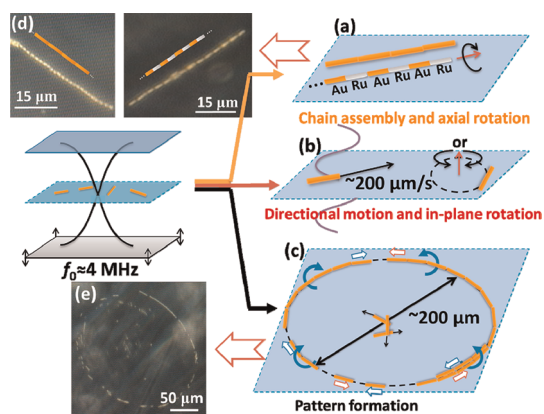 (d)
15 µm
15 µm
(a)
Au Ru Au Ru Au Ru
Chain assembly and axial rotation
(b)
or
~200 µm/s
Directional motion and in-plane rotation
f₀≈4 MHz
(c)
~200 µm
(e)
50 µm
Pattern formation